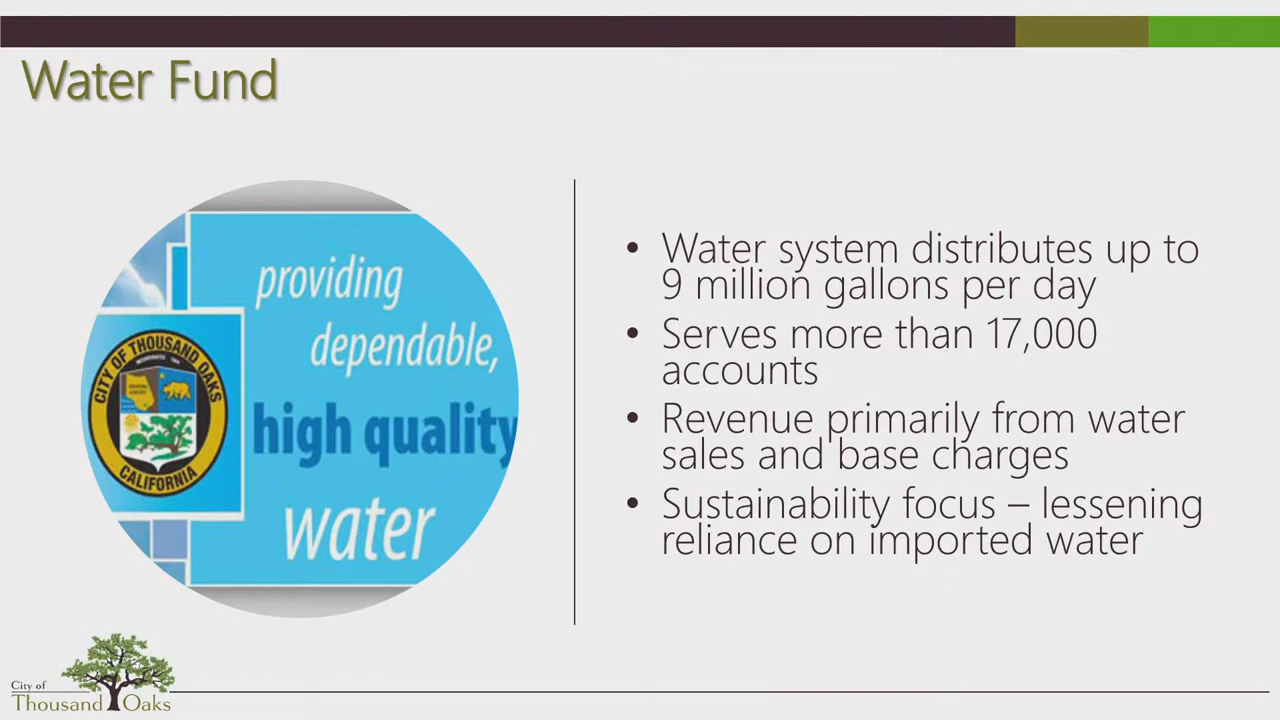 Water Fund
providing
dependable,
high quality
water
CITY OF THOUSAND OAKS
CALIFORNIA
• Water system distributes up to
9 million gallons per day
• Serves more than 17,000
accounts
• Revenue primarily from water
sales and base charges
• Sustainability focus – lessening
reliance on imported water
City of
Thousand Oaks